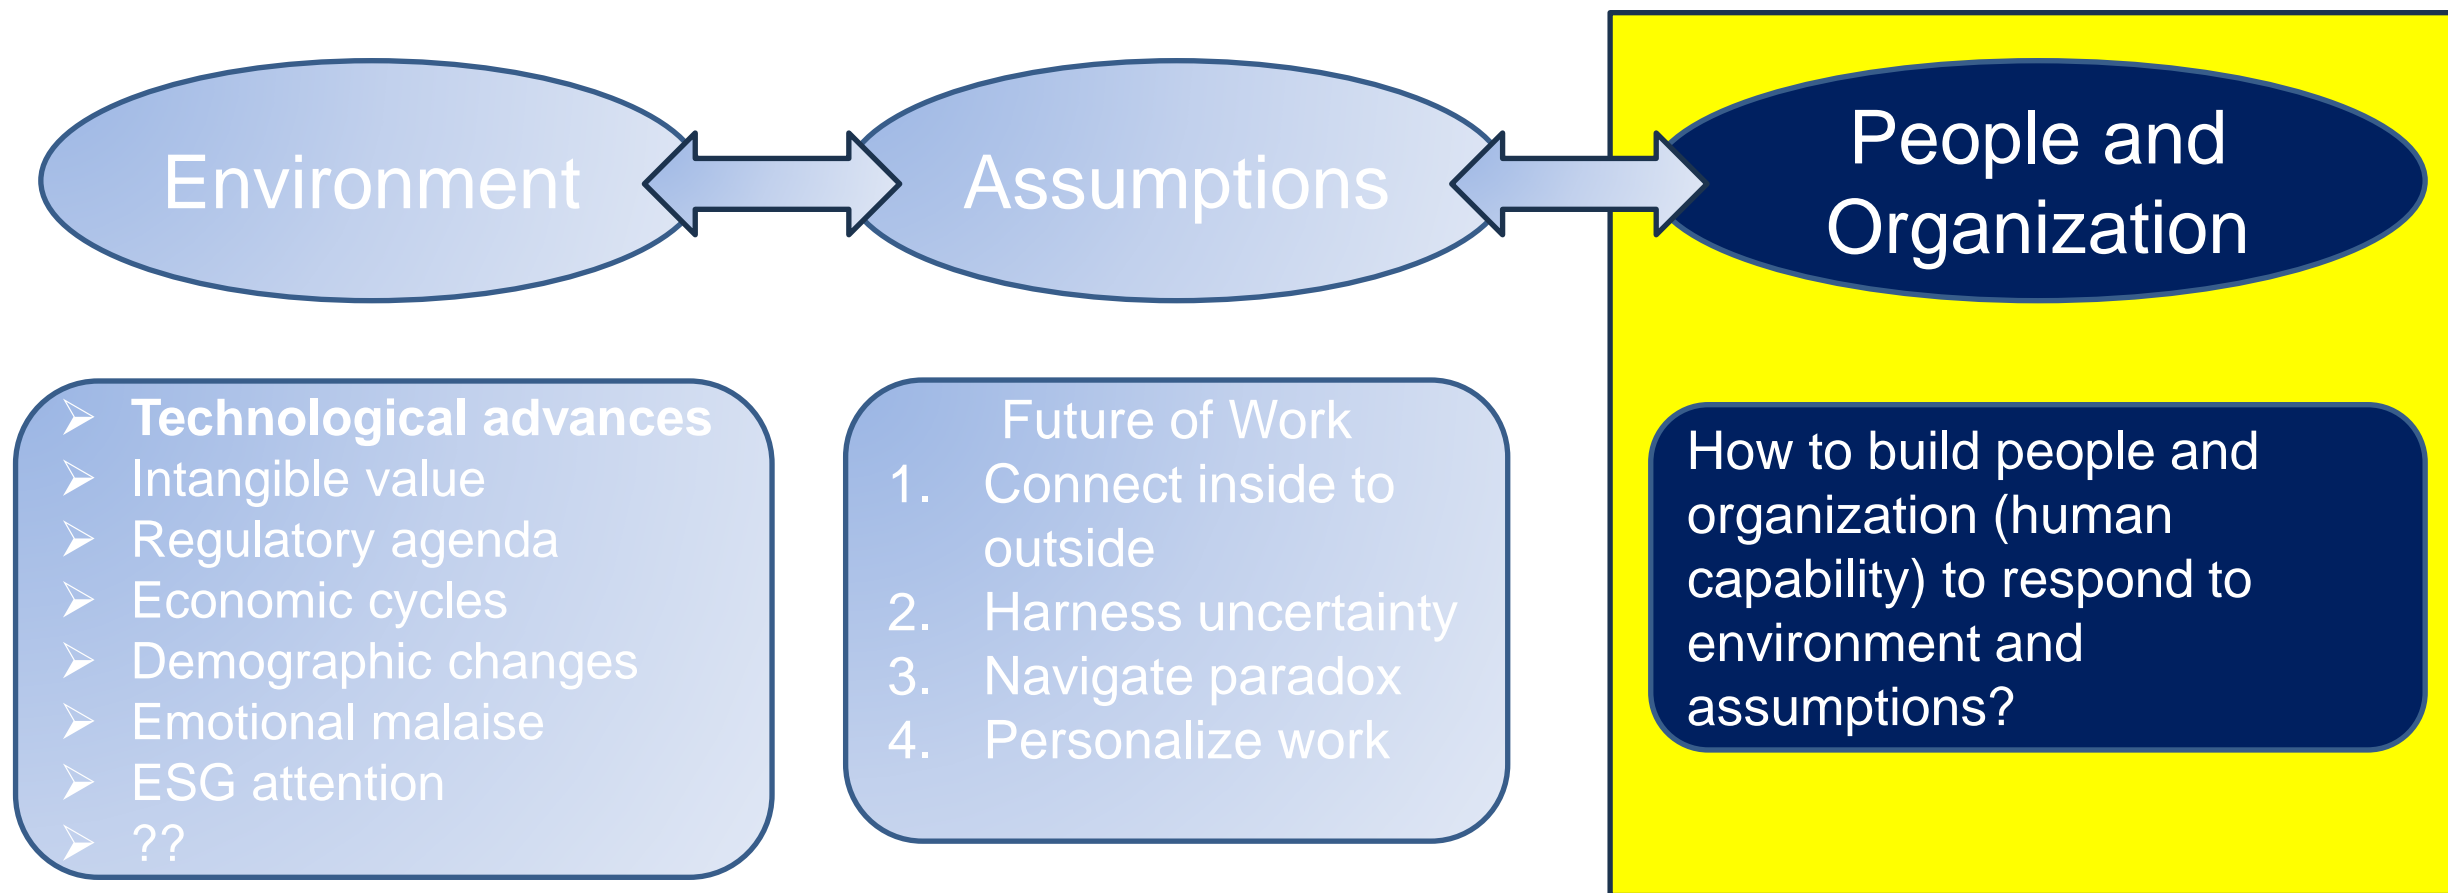 Environment
Assumptions
People and
Organization
➢ Technological advances
➢ Intangible value
➢ Regulatory agenda
➢ Economic cycles
➢ Demographic changes
➢ Emotional malaise
➢ ESG attention
➢ ??
Future of Work
1. Connect inside to
outside
2. Harness uncertainty
3. Navigate paradox
4. Personalize work
How to build people and
organization (human
capability) to respond to
environment and
assumptions?